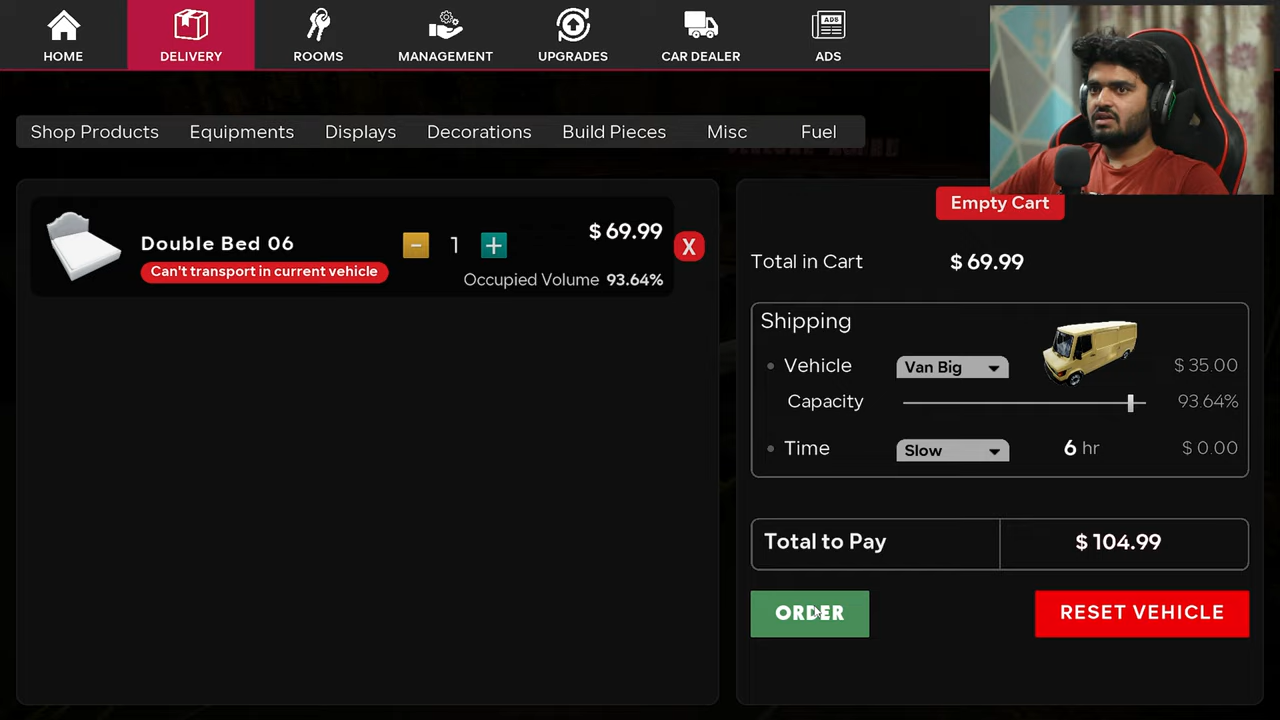 HOME
DELIVERY
ROOMS
MANAGEMENT
UPGRADES
CAR DEALER
ADS
ADS
Shop Products
Equipments
Displays
Decorations
Build Pieces
Misc
Fuel
Double Bed 06
Can't transport in current vehicle
1
$ 69.99
X
Occupied Volume 93.64%
Empty Cart
Total in Cart $ 69.99
Shipping
Vehicle Van Big $ 35.00
Capacity 93.64%
Time Slow 6 hr $ 0.00
Total to Pay $ 104.99
ORDER
RESET VEHICLE